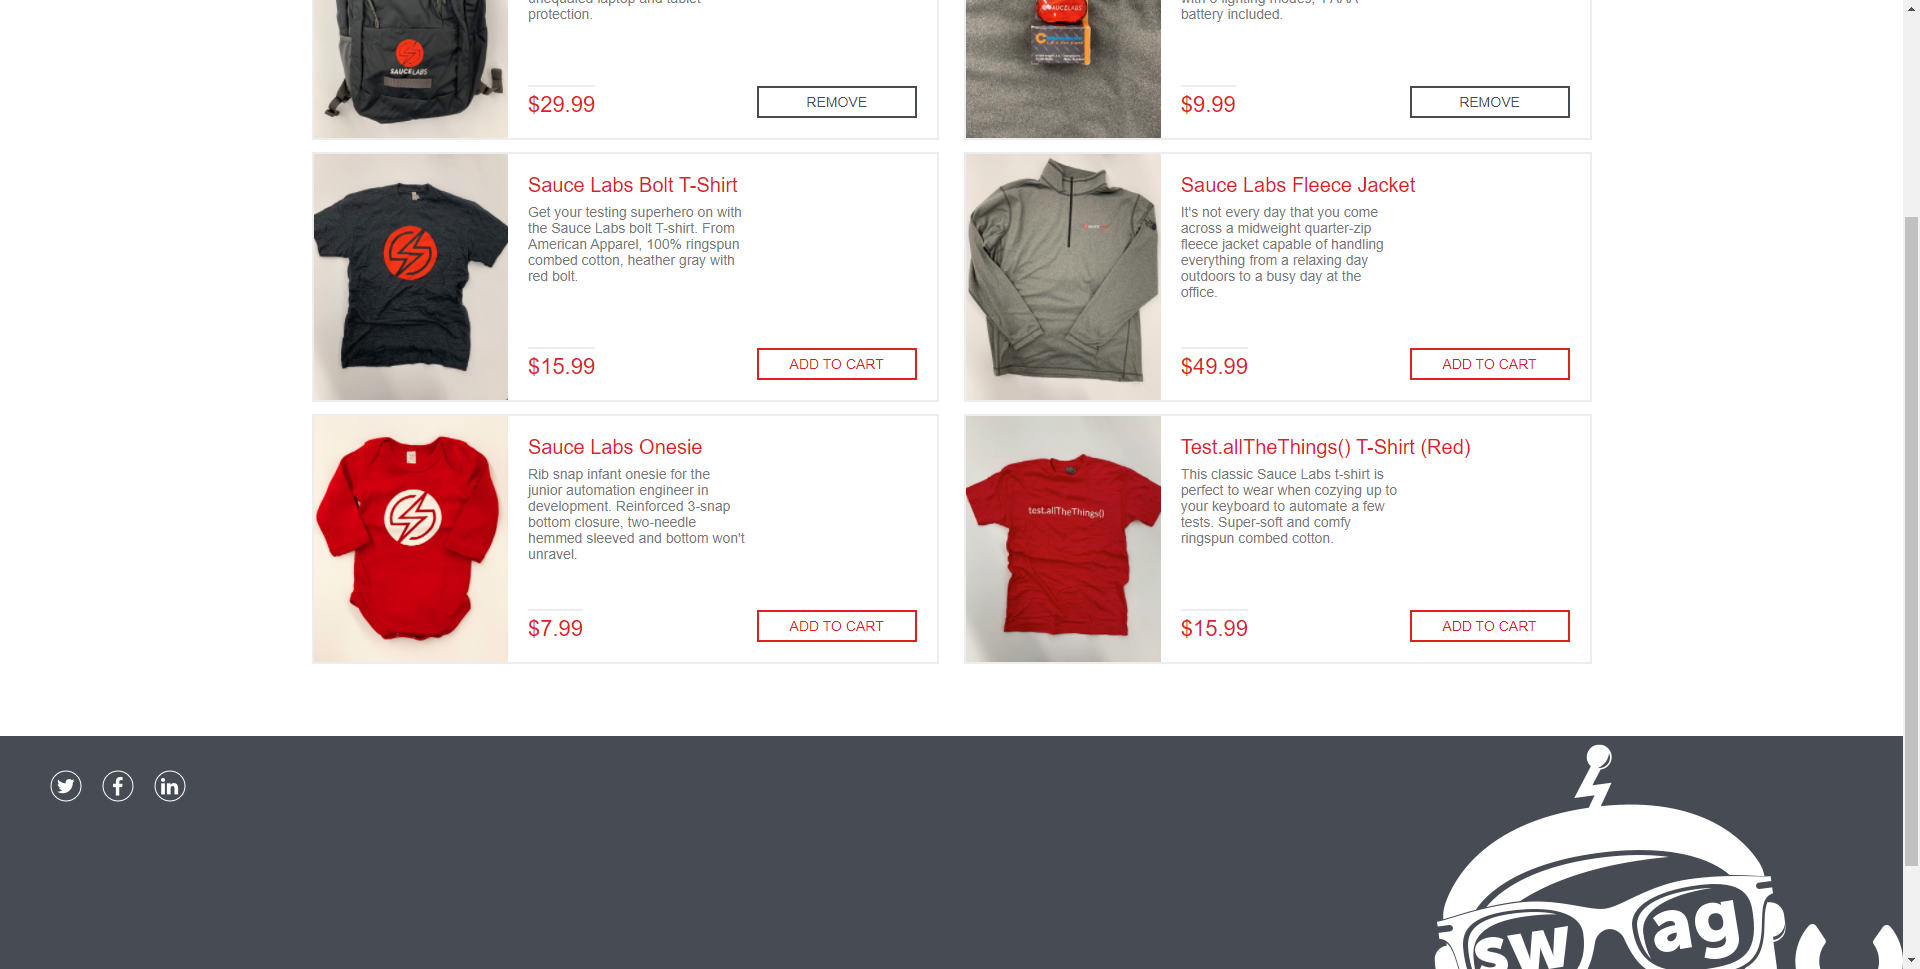 protection.
SAUCELABS
$29.99
REMOVE
SAUCELABS
battery included.
$9.99
REMOVE
Sauce Labs Bolt T-Shirt
Get your testing superhero on with
the Sauce Labs bolt T-shirt. From
American Apparel, 100% ringspun
combed cotton, heather gray with
red bolt.
$15.99
ADD TO CART
Sauce Labs Fleece Jacket
It's not every day that you come
across a midweight quarter-zip
fleece jacket capable of handling
everything from a relaxing day
outdoors to a busy day at the
office.
$49.99
ADD TO CART
Sauce Labs Onesie
Rib snap infant onesie for the
junior automation engineer in
development. Reinforced 3-snap
bottom closure, two-needle
hemmed sleeved and bottom won't
unravel.
$7.99
ADD TO CART
test.allTheThings()
Test.allTheThings() T-Shirt (Red)
This classic Sauce Labs t-shirt is
perfect to wear when cozying up to
your keyboard to automate a few
tests. Super-soft and comfy
ringspun combed cotton.
$15.99
ADD TO CART
sw ag